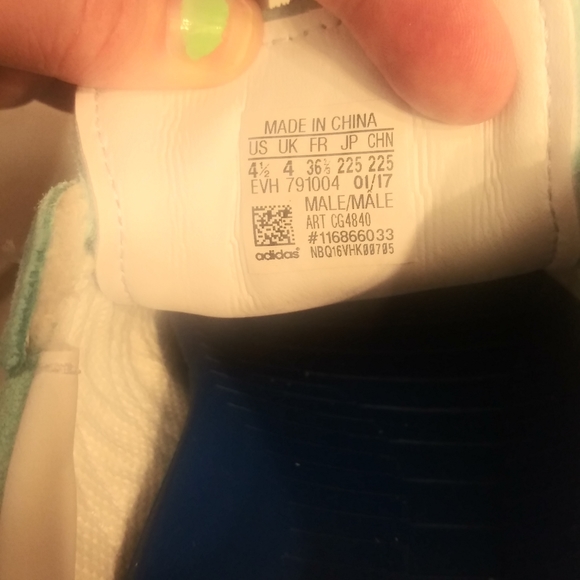 MADE IN CHINA
US UK FR JP CHN
4½ 4 36⅔ 225 225
EVH 791004 01/17
MALE/MÂLE
ART CG4840
#116866033
adidas® NBQ16VHK00705